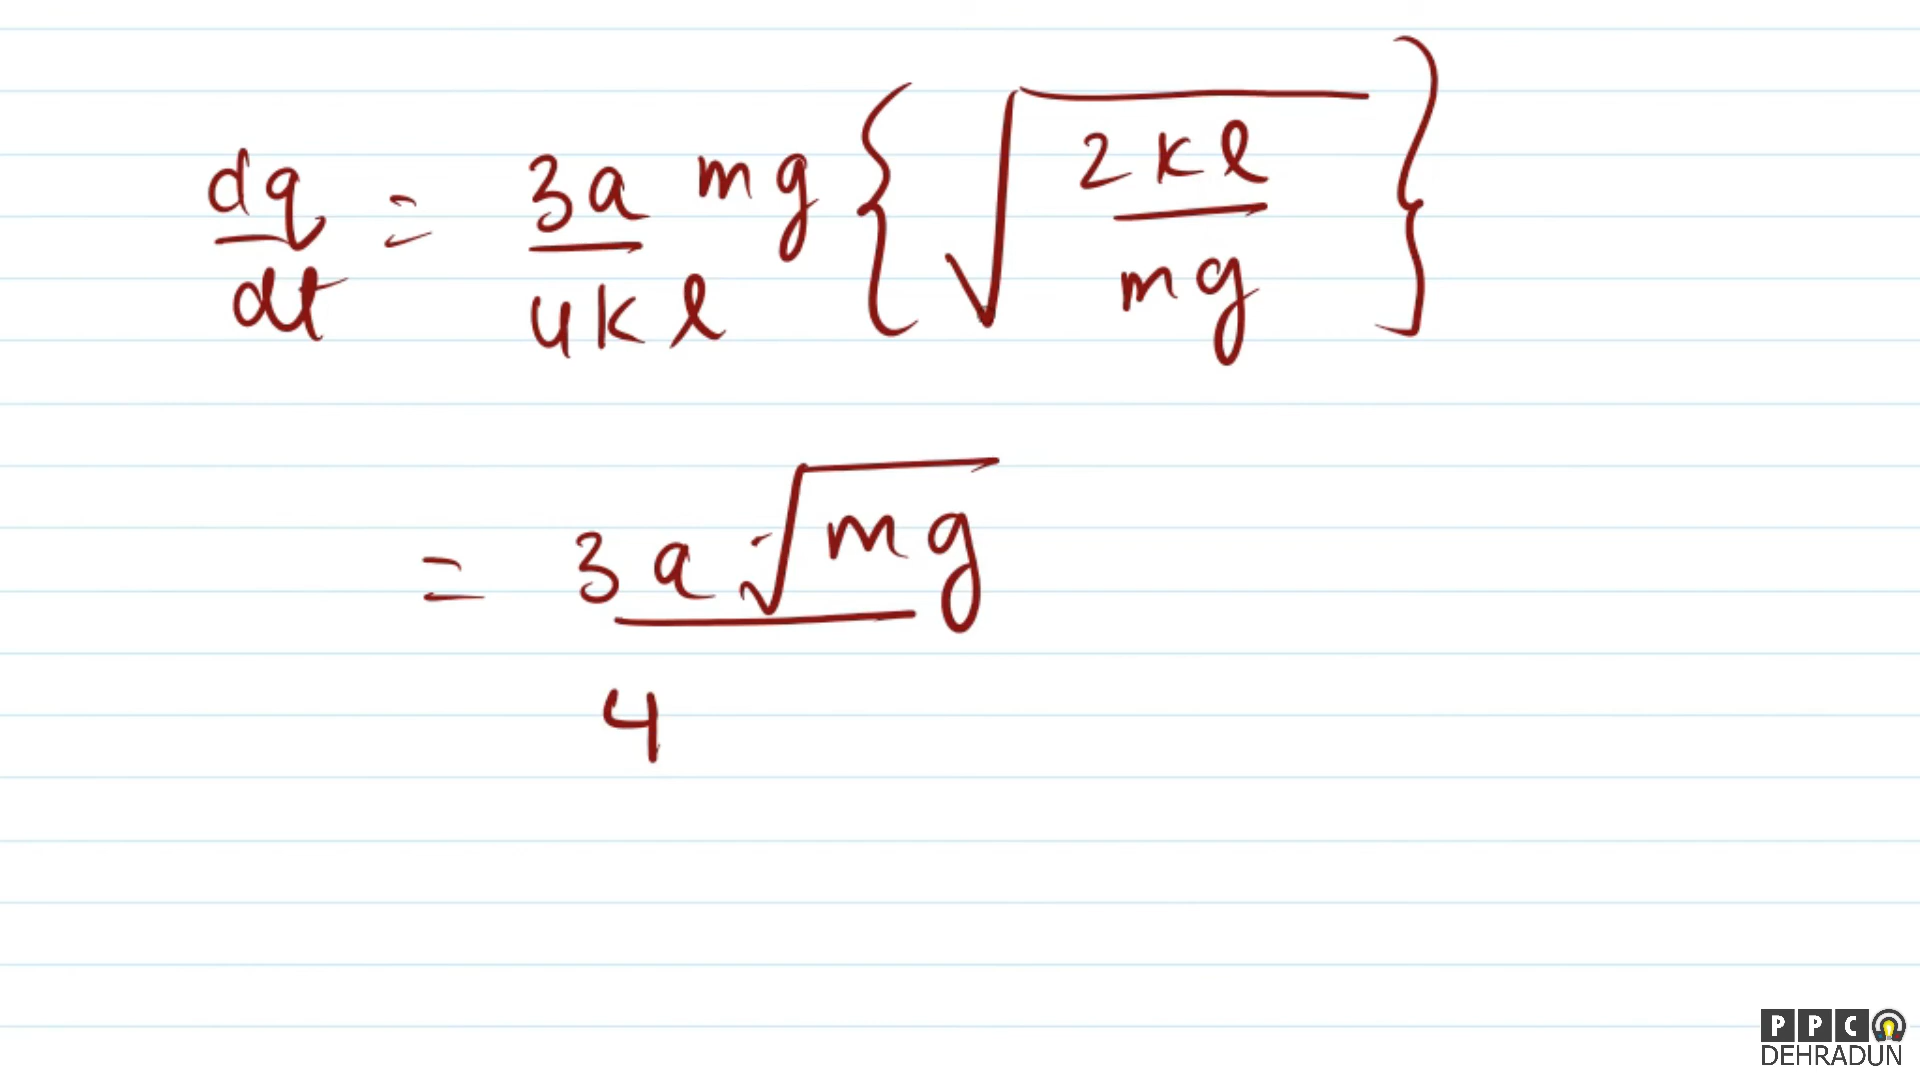 dq/dt = 3a/4kl mg {√(2kl/mg)}
= 3a√mg/4
PPC
DEHRADUN